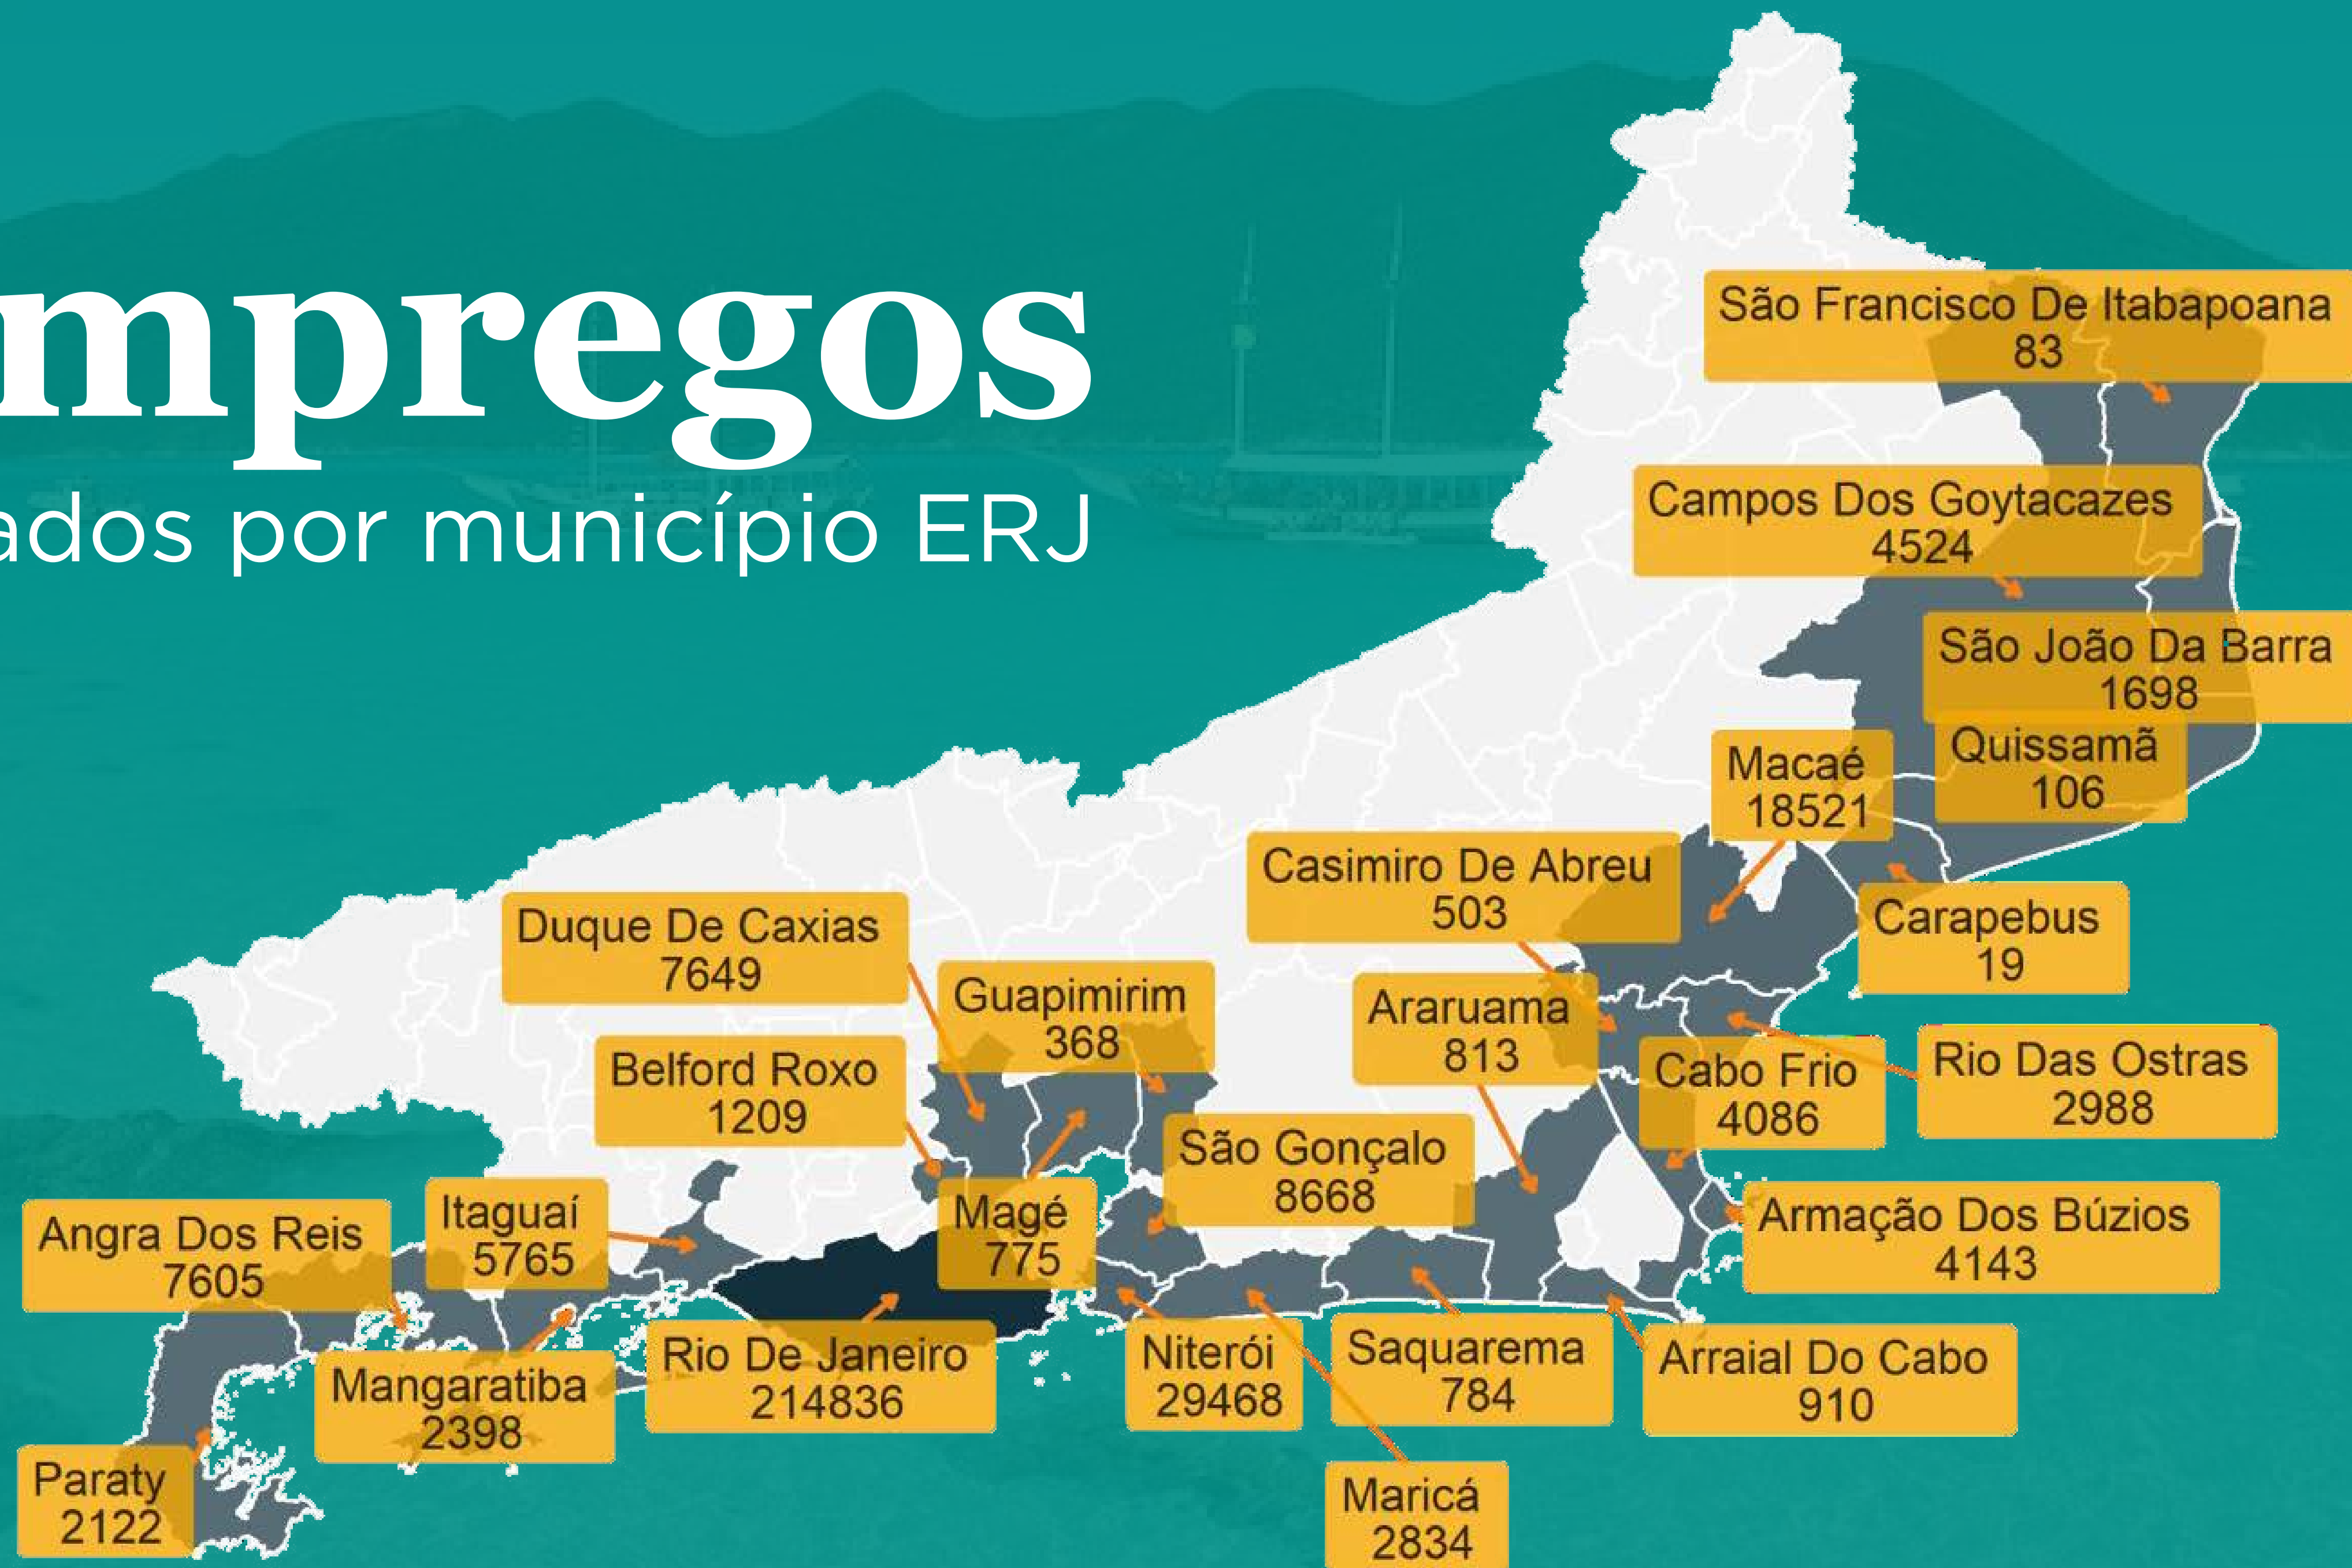 mpregos
ados por município ERJ
São Francisco De Itabapoana
83
Campos Dos Goytacazes
4524
São João Da Barra
1698
Quissamã
106
Macaé
18521
Casimiro De Abreu
503
Carapebus
19
Duque De Caxias
7649
Guapimirim
368
Araruama
813
Belford Roxo
1209
Cabo Frio
4086
Rio Das Ostras
2988
São Gonçalo
8668
Itaguaí
5765
Magé
775
Angra Dos Reis
7605
Armação Dos Búzios
4143
Mangaratiba
2398
Rio De Janeiro
214836
Niterói
29468
Saquarema
784
Arraial Do Cabo
910
Paraty
2122
Maricá
2834